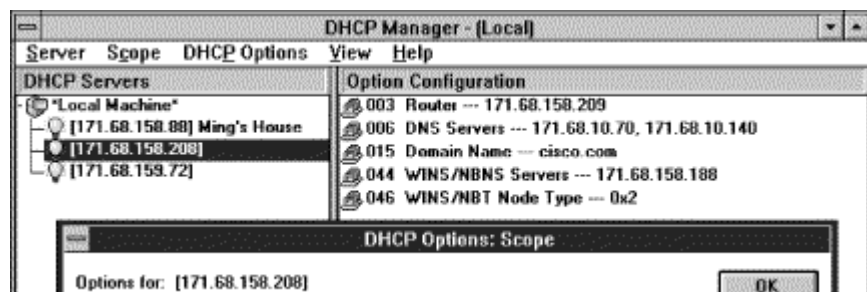 DHCP Manager - (Local)
Server Scope DHCP Options View Help
DHCP Servers
*Local Machine*
[171.68.158.88] Ming's House
[171.68.158.208]
[171.68.159.72]
Option Configuration
003 Router --- 171.68.158.209
006 DNS Servers --- 171.68.10.70, 171.68.10.140
015 Domain Name --- cisco.com
044 WINS/NBNS Servers --- 171.68.158.188
046 WINS/NBT Node Type --- 0x2
DHCP Options: Scope
Options for: [171.68.158.208]
OK